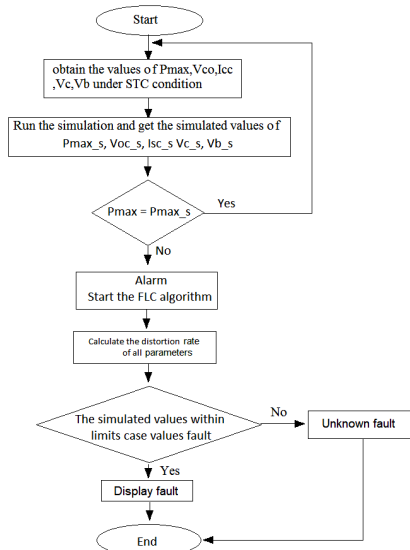 Start
obtain the values of Pmax,Vco,Icc
,Vc,Vb under STC condition
Run the simulation and get the simulated values of
Pmax_s, Voc_s, Isc_s Vc_s, Vb_s
Pmax = Pmax_s
Yes
No
Alarm
Start the FLC algorithm
Calculate the distortion rate
of all parameters
The simulated values within
limits case values fault
No
Unknown fault
Yes
Display fault
End